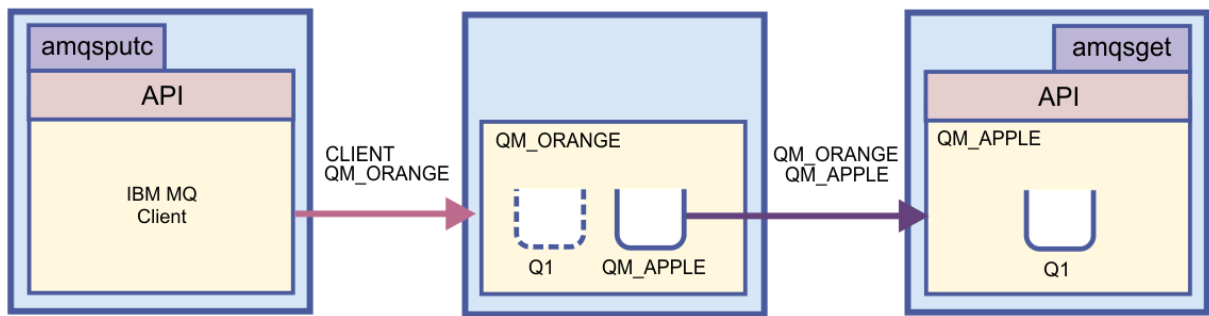 amqsputc
API
IBM MQ
Client
CLIENT
QM_ORANGE
QM_ORANGE
Q1
QM_APPLE
QM_ORANGE
QM_APPLE
amqsget
API
QM_APPLE
Q1